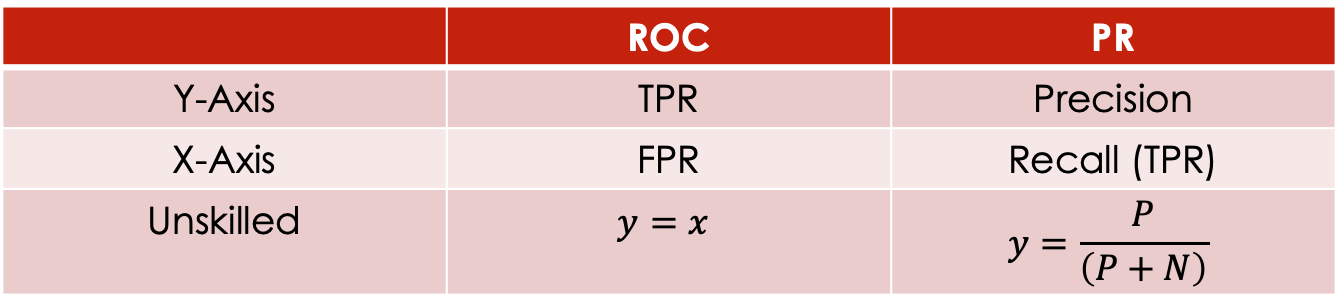 ROC PR
Y-Axis TPR Precision
X-Axis FPR Recall (TPR)
Unskilled y = x y = P / (P + N)